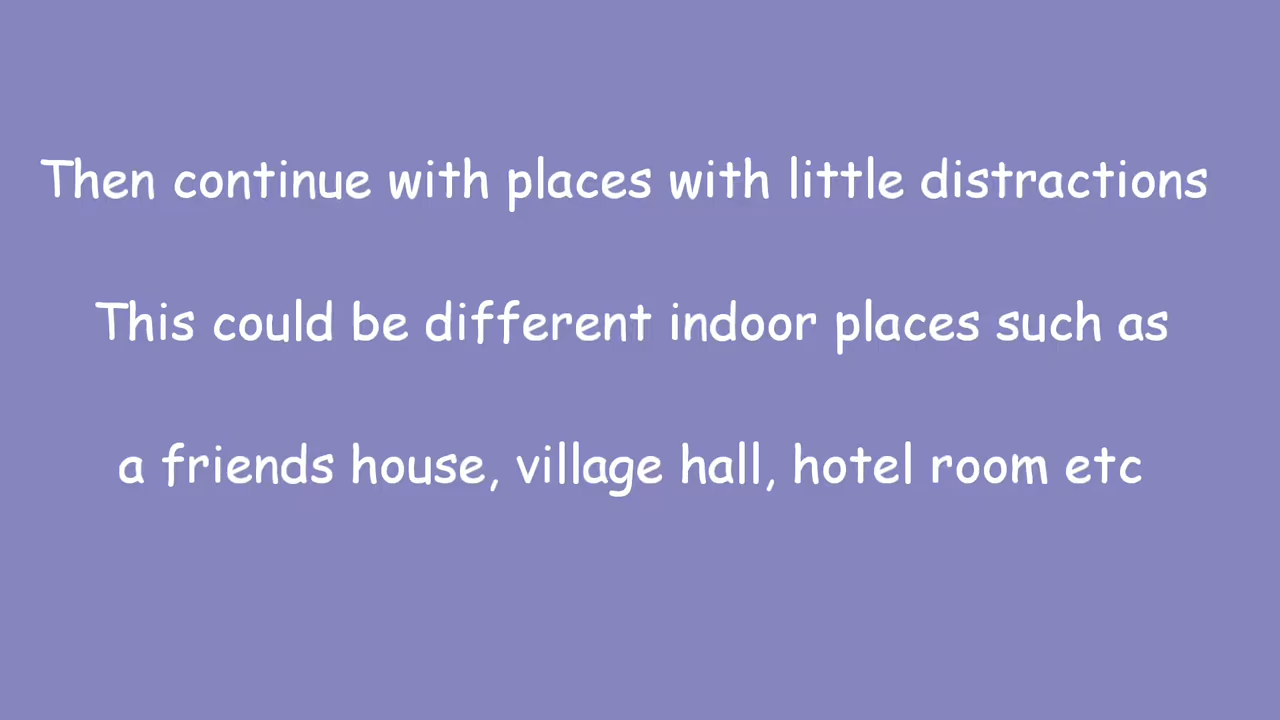 Then continue with places with little distractions
This could be different indoor places such as
a friends house, village hall, hotel room etc